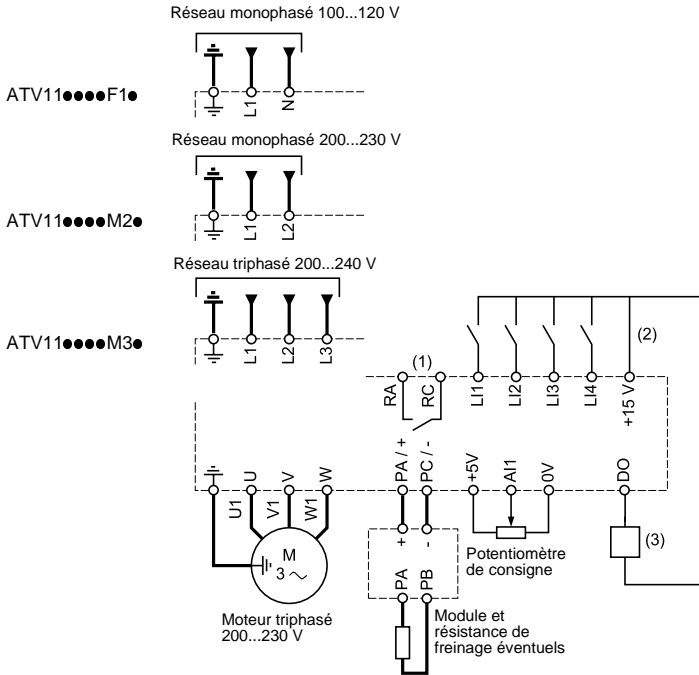 Réseau monophasé 100...120 V
ATV11●●●●F1●
L1
N
Réseau monophasé 200...230 V
ATV11●●●●M2●
L1
L2
Réseau triphasé 200...240 V
ATV11●●●●M3●
L1
L2
L3
(1)
(2)
RA
RC
LI1
LI2
LI3
LI4
+15 V
U
V
W
PA / +
PC / -
+5V
AI1
0V
DO
U1
V1
W1
M
3 ~
+
-
PA
PB
(3)
Potentiomètre
de consigne
Moteur triphasé
200...230 V
Module et
résistance de
freinage éventuels